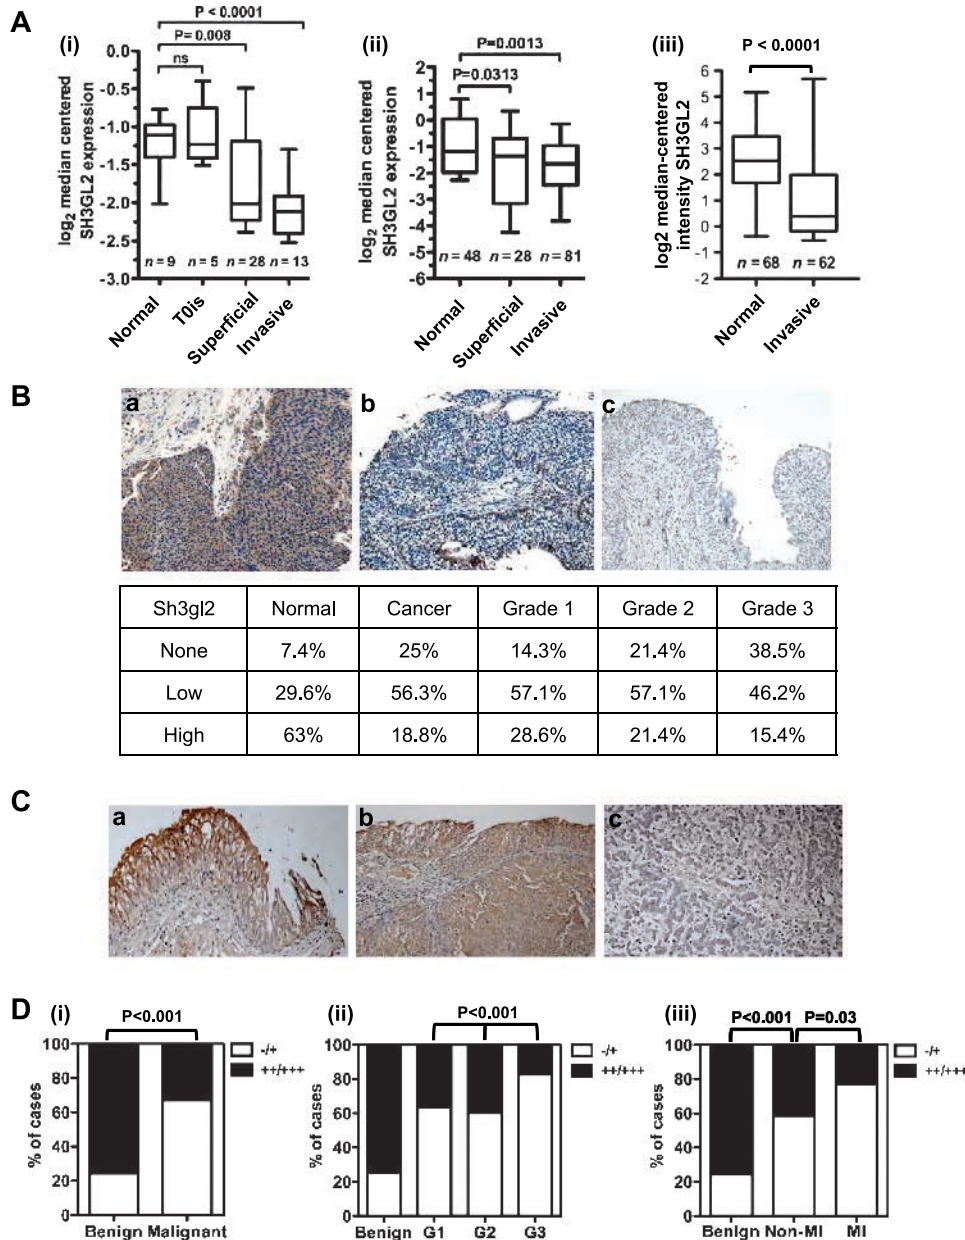 A
(i)
P < 0.0001
P= 0.008
ns
log2 median centered
SH3GL2 expression
0.0
-0.5
-1.0
-1.5
-2.0
-2.5
-3.0
n = 9
n = 5
n = 28
n = 13
Normal
T0is
Superficial
Invasive
(ii)
P=0.0013
P=0.0313
log2 median centered
SH3GL2 expression
2
1
0
-1
-2
-3
-4
-5
-6
n = 48
n = 28
n = 81
Normal
Superficial
Invasive
(iii)
P < 0.0001
log2 median-centered
intensity SH3GL2
6
5
4
3
2
1
0
-1
-2
n = 68
n = 62
Normal
Invasive
B
a
b
c
Sh3gl2 Normal Cancer Grade 1 Grade 2 Grade 3
None 7.4% 25% 14.3% 21.4% 38.5%
Low 29.6% 56.3% 57.1% 57.1% 46.2%
High 63% 18.8% 28.6% 21.4% 15.4%
C
a
b
c
D
(i)
P<0.001
-/+
++/+++
% of cases
100
80
60
40
20
0
Benign Malignant
(ii)
P<0.001
-/+
++/+++
% of cases
100
80
60
40
20
0
Benign G1 G2 G3
(iii)
P<0.001
P=0.03
-/+
++/+++
% of cases
100
80
60
40
20
0
Benign Non-MI MI